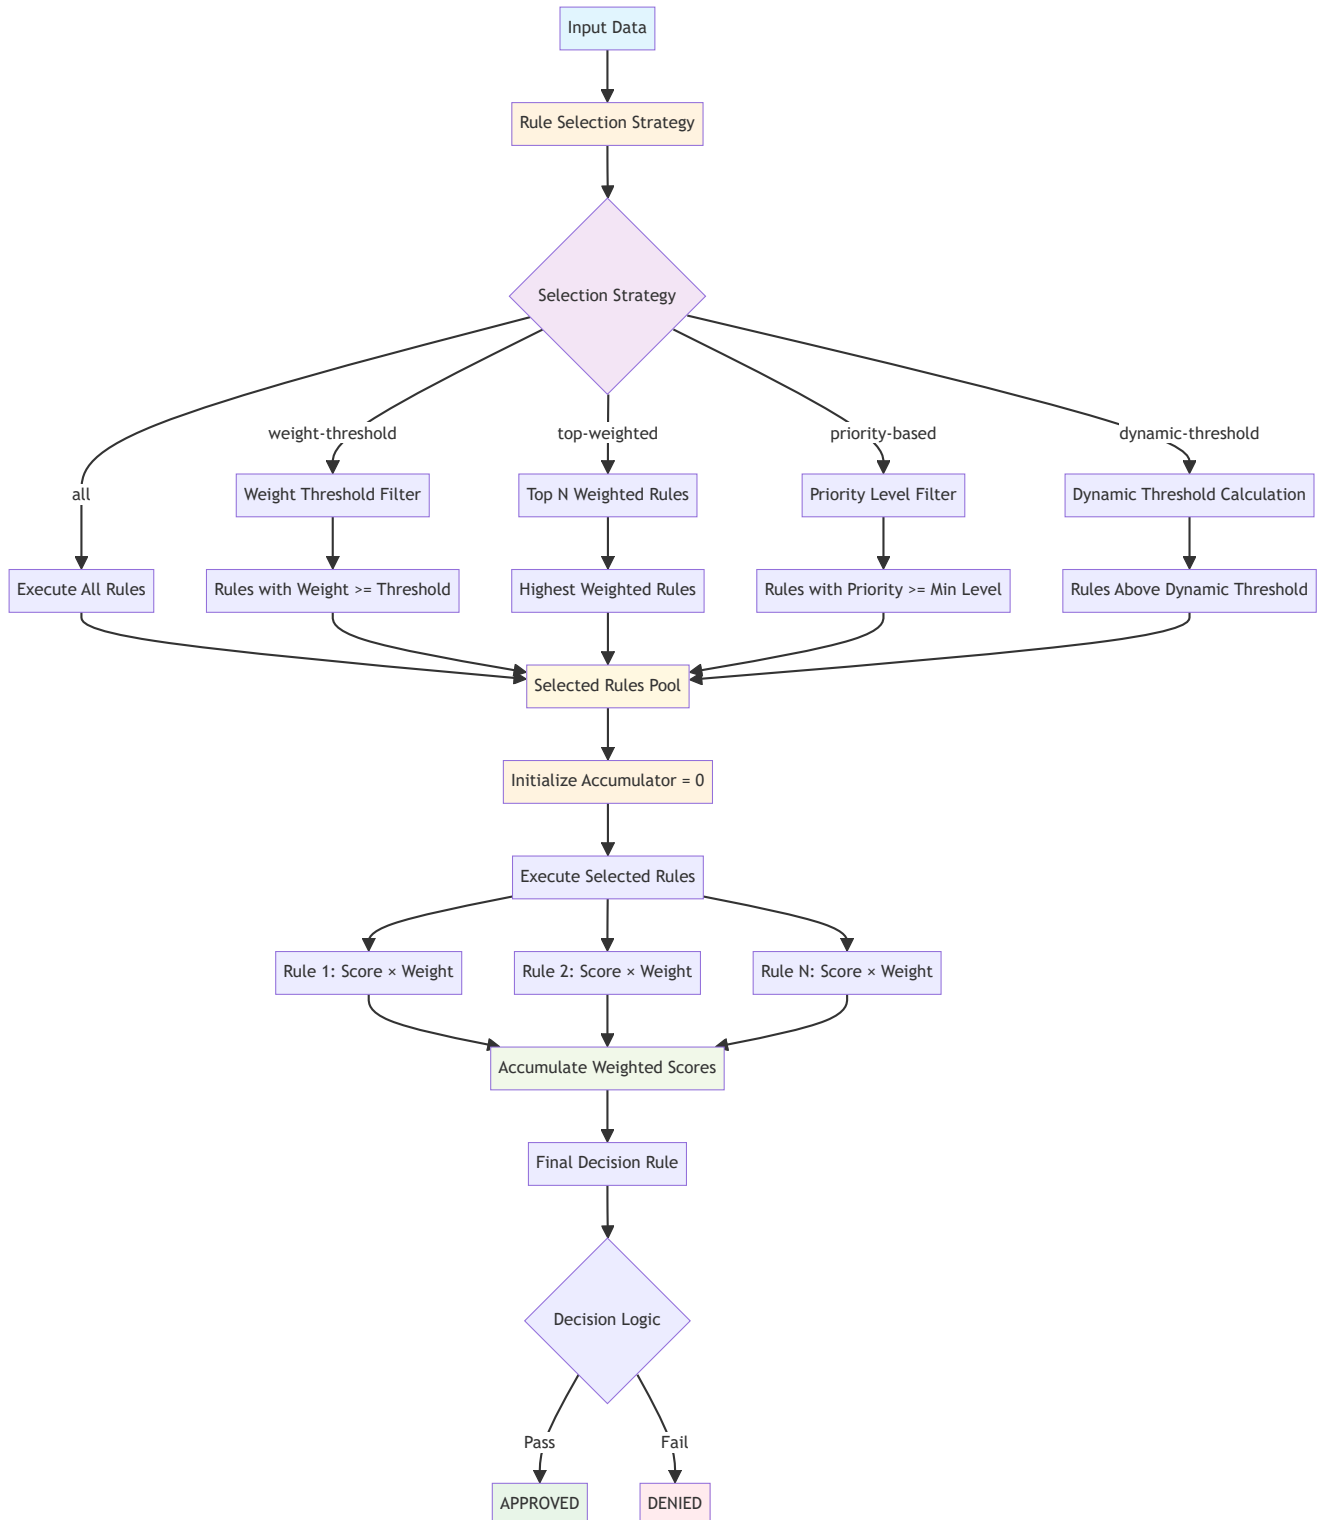 Input Data
Rule Selection Strategy
Selection Strategy
weight-threshold
top-weighted
priority-based
dynamic-threshold
all
Weight Threshold Filter
Top N Weighted Rules
Priority Level Filter
Dynamic Threshold Calculation
Execute All Rules
Rules with Weight >= Threshold
Highest Weighted Rules
Rules with Priority >= Min Level
Rules Above Dynamic Threshold
Selected Rules Pool
Initialize Accumulator = 0
Execute Selected Rules
Rule 1: Score × Weight
Rule 2: Score × Weight
Rule N: Score × Weight
Accumulate Weighted Scores
Final Decision Rule
Decision Logic
Pass
Fail
APPROVED
DENIED